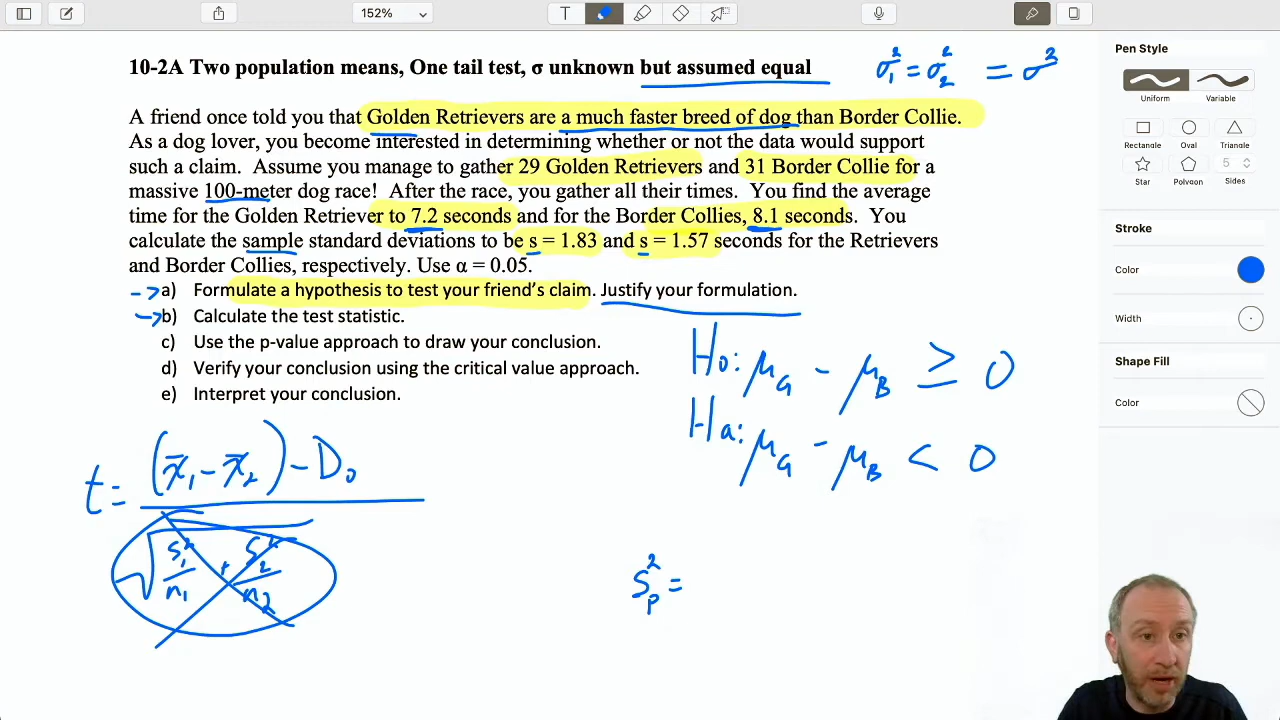 152%
T
10-2A Two population means, One tail test, σ unknown but assumed equal
σ₁² = σ₂² = σ²
A friend once told you that Golden Retrievers are a much faster breed of dog than Border Collie.
As a dog lover, you become interested in determining whether or not the data would support
such a claim. Assume you manage to gather 29 Golden Retrievers and 31 Border Collie for a
massive 100-meter dog race! After the race, you gather all their times. You find the average
time for the Golden Retriever to 7.2 seconds and for the Border Collies, 8.1 seconds. You
calculate the sample standard deviations to be s = 1.83 and s = 1.57 seconds for the Retrievers
and Border Collies, respectively. Use α = 0.05.
a) Formulate a hypothesis to test your friend's claim. Justify your formulation.
b) Calculate the test statistic.
c) Use the p-value approach to draw your conclusion.
d) Verify your conclusion using the critical value approach.
e) Interpret your conclusion.
Ho: μG - μB ≥ 0
Ha: μG - μB < 0
t = (x̄₁ - x̄₂) - D₀
√ S₁²/n₁ + S₂²/n₂
Sp² =
Pen Style
Uniform Variable
Rectangle Oval Triangle
Star Polygon 5 Sides
Stroke
Color
Width
Shape Fill
Color